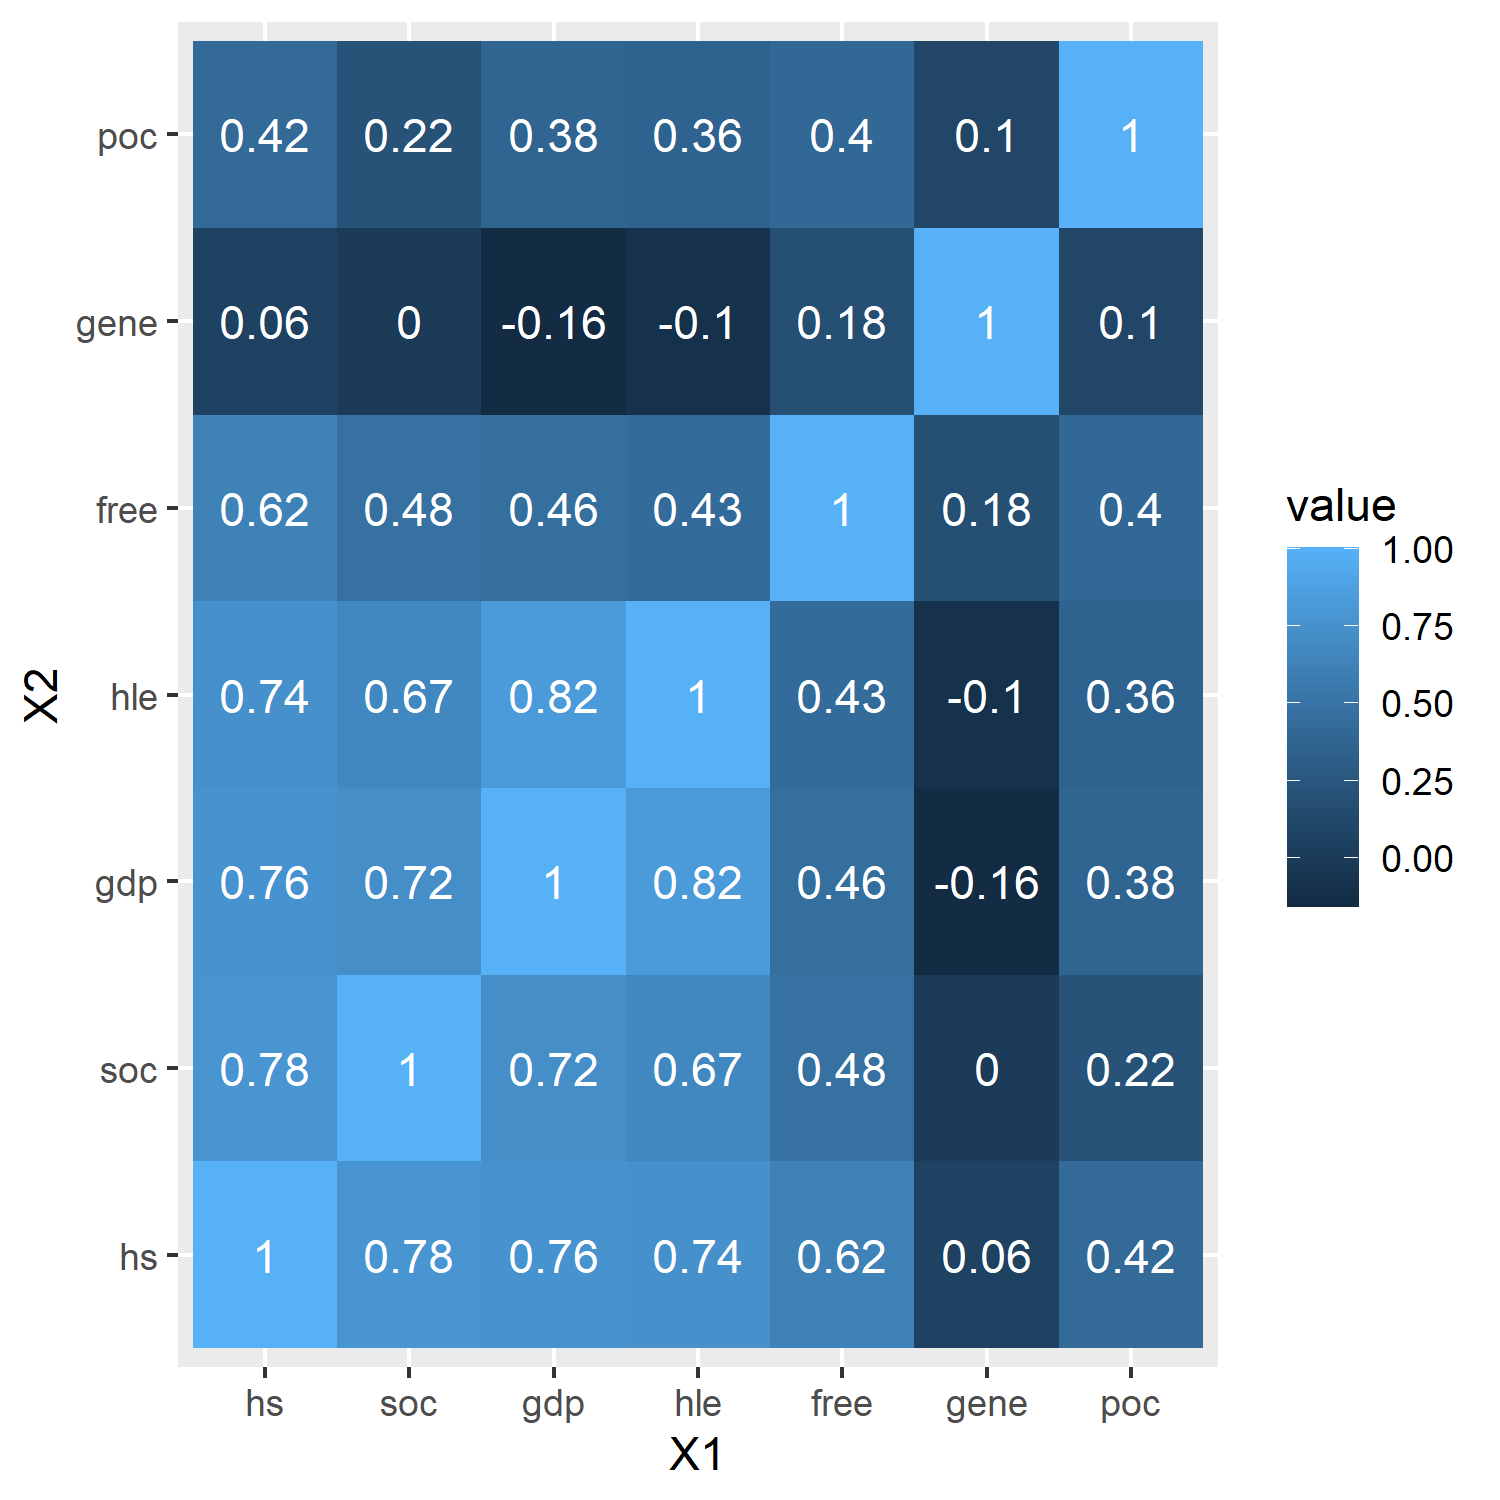 poc 0.42 0.22 0.38 0.36 0.4 0.1 1
gene 0.06 0 -0.16 -0.1 0.18 1 0.1
free 0.62 0.48 0.46 0.43 1 0.18 0.4
hle 0.74 0.67 0.82 1 0.43 -0.1 0.36
gdp 0.76 0.72 1 0.82 0.46 -0.16 0.38
soc 0.78 1 0.72 0.67 0.48 0 0.22
hs 1 0.78 0.76 0.74 0.62 0.06 0.42
hs soc gdp hle free gene poc
X1
X2
value
1.00
0.75
0.50
0.25
0.00